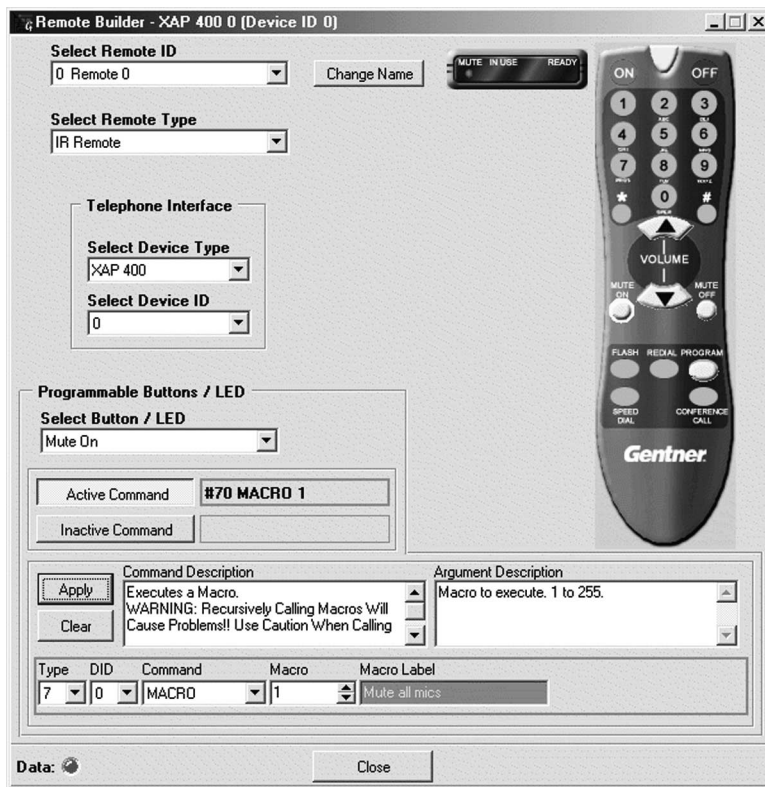 Remote Builder - XAP 400 0 (Device ID 0)
Select Remote ID
0 Remote 0
Change Name
MUTE IN USE READY
Select Remote Type
IR Remote
Telephone Interface
Select Device Type
XAP 400
Select Device ID
0
ON OFF
1 2 3
4 5 6
7 8 9
* 0 #
VOLUME
MUTE ON
MUTE OFF
FLASH REDIAL PROGRAM
SPEED DIAL
CONFERENCE CALL
Gentner
Programmable Buttons / LED
Select Button / LED
Mute On
Active Command #70 MACRO 1
Inactive Command
Apply
Clear
Command Description
Executes a Macro.
WARNING: Recursively Calling Macros Will
Cause Problems!! Use Caution When Calling
Argument Description
Macro to execute. 1 to 255.
Type DID Command Macro Macro Label
7 0 MACRO 1 Mute all mics
Data:
Close